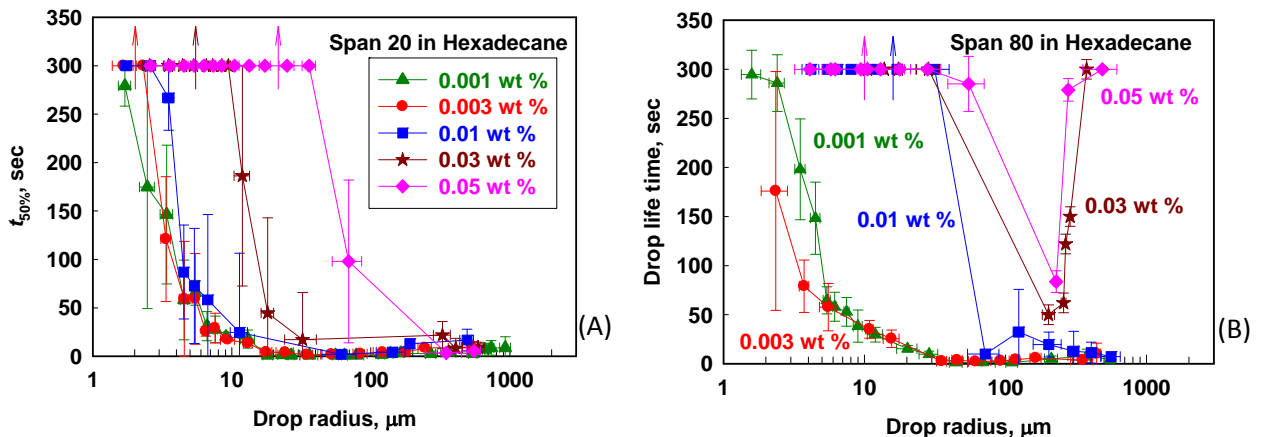 350
300
250
200
150
100
50
0
t50%, sec
Span 20 in Hexadecane
0.001 wt %
0.003 wt %
0.01 wt %
0.03 wt %
0.05 wt %
1
10
100
1000
Drop radius, μm
(A)
350
300
250
200
150
100
50
0
Drop life time, sec
Span 80 in Hexadecane
0.05 wt %
0.001 wt %
0.03 wt %
0.01 wt %
0.003 wt %
1
10
100
1000
Drop radius, μm
(B)